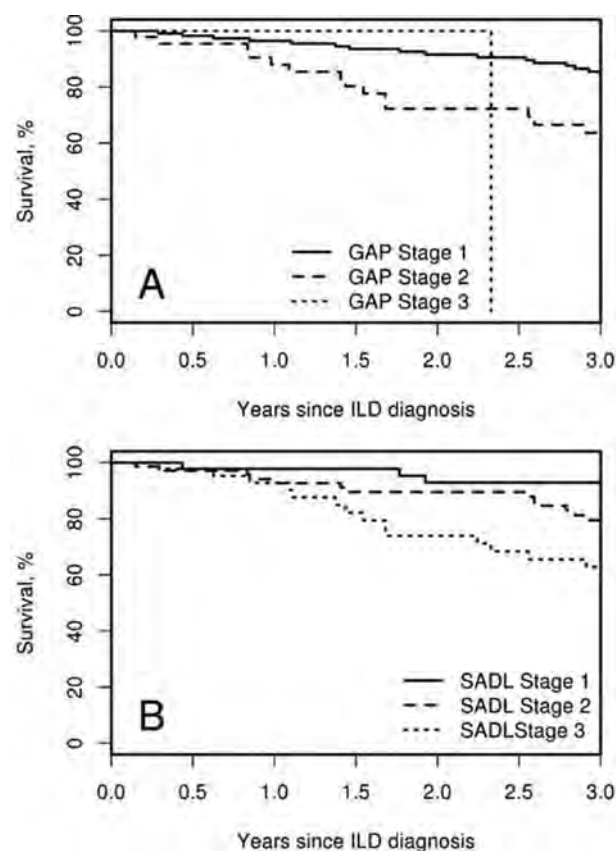 100
80
60
40
20
0
Survival, %
A
GAP Stage 1
GAP Stage 2
GAP Stage 3
0.0 0.5 1.0 1.5 2.0 2.5 3.0
Years since ILD diagnosis
100
80
60
40
20
0
Survival, %
B
SADL Stage 1
SADL Stage 2
SADLStage 3
0.0 0.5 1.0 1.5 2.0 2.5 3.0
Years since ILD diagnosis